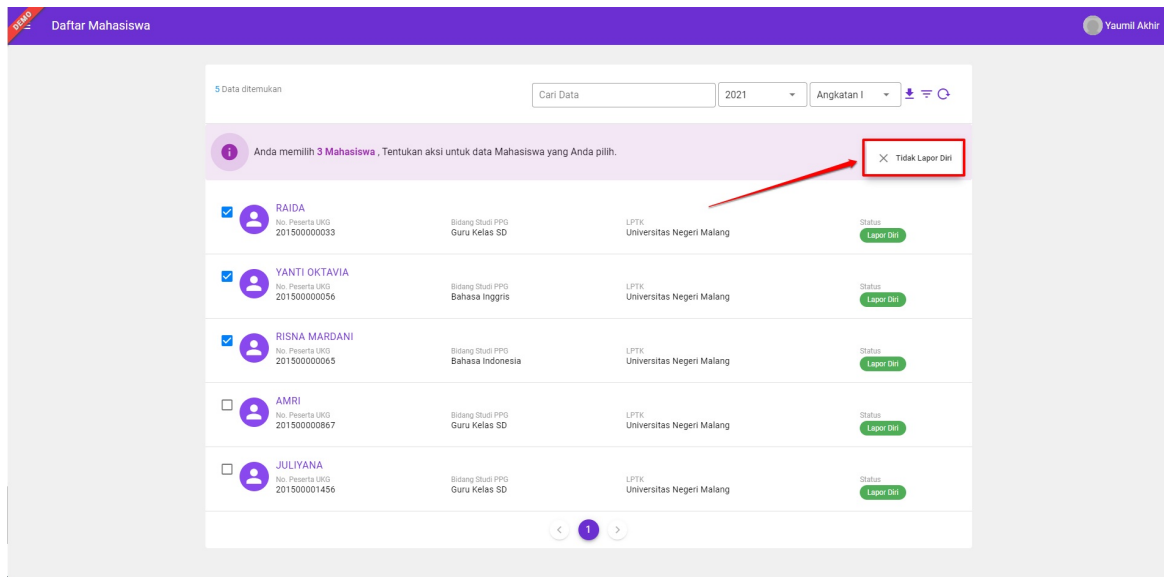 DEMO
Daftar Mahasiswa
Yaumil Akhir
5 Data ditemukan
Cari Data
2021
Angkatan I
Anda memilih 3 Mahasiswa , Tentukan aksi untuk data Mahasiswa yang Anda pilih.
Tidak Lapor Diri
RAIDA
No. Peserta UKG
201500000033
Bidang Studi PPG
Guru Kelas SD
LPTK
Universitas Negeri Malang
Status
Lapor Diri
YANTI OKTAVIA
No. Peserta UKG
201500000056
Bidang Studi PPG
Bahasa Inggris
LPTK
Universitas Negeri Malang
Status
Lapor Diri
RISNA MARDANI
No. Peserta UKG
201500000065
Bidang Studi PPG
Bahasa Indonesia
LPTK
Universitas Negeri Malang
Status
Lapor Diri
AMRI
No. Peserta UKG
201500000867
Bidang Studi PPG
Guru Kelas SD
LPTK
Universitas Negeri Malang
Status
Lapor Diri
JULIYANA
No. Peserta UKG
201500001456
Bidang Studi PPG
Guru Kelas SD
LPTK
Universitas Negeri Malang
Status
Lapor Diri
1